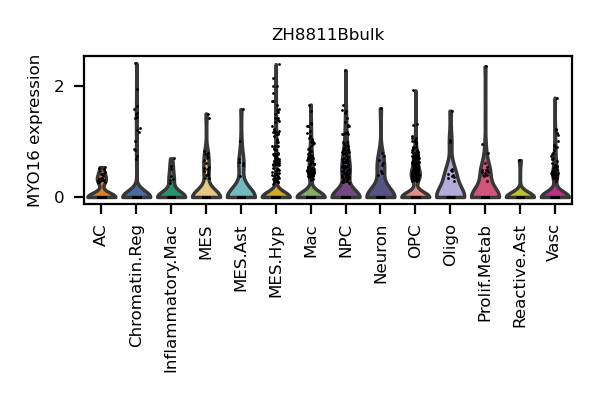 ZH8811Bbulk
MYO16 expression
2
0
AC
Chromatin.Reg
Inflammatory.Mac
MES
MES.Ast
MES.Hyp
Mac
NPC
Neuron
OPC
Oligo
Prolif.Metab
Reactive.Ast
Vasc